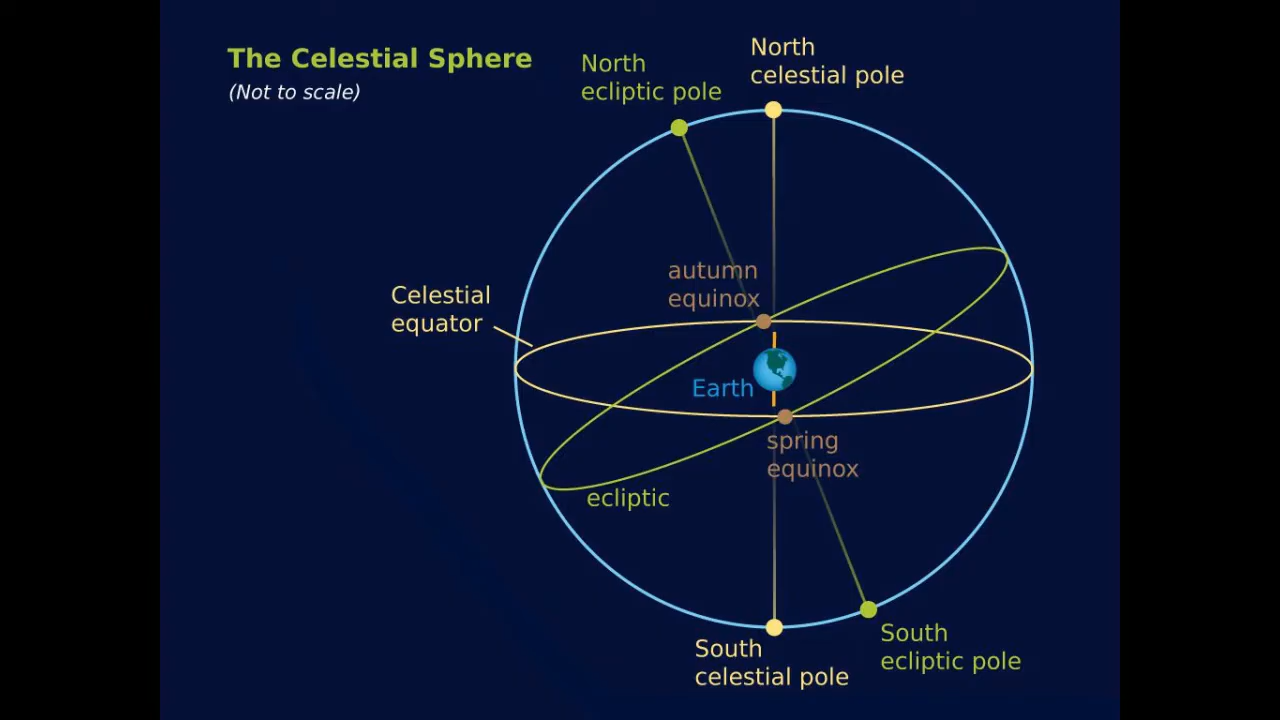 The Celestial Sphere
(Not to scale)
North
ecliptic pole
North
celestial pole
autumn
equinox
Celestial
equator
Earth
spring
equinox
ecliptic
South
celestial pole
South
ecliptic pole